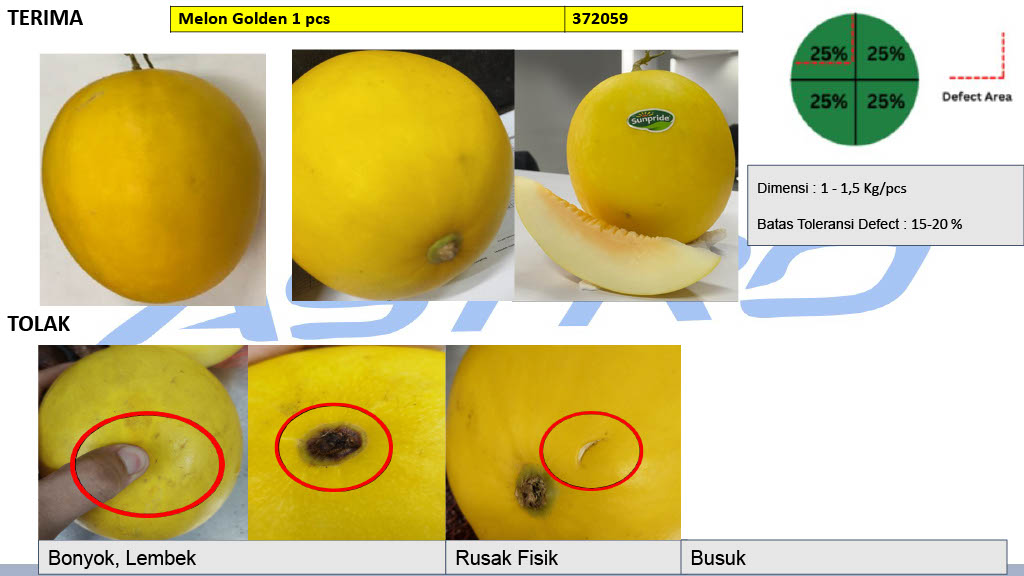 TERIMA
Melon Golden 1 pcs
372059
25% 25%
25% 25%
Defect Area
Sunpride
Dimensi : 1 - 1,5 Kg/pcs
Batas Toleransi Defect : 15-20 %
ASTRO
TOLAK
Bonyok, Lembek
Rusak Fisik
Busuk